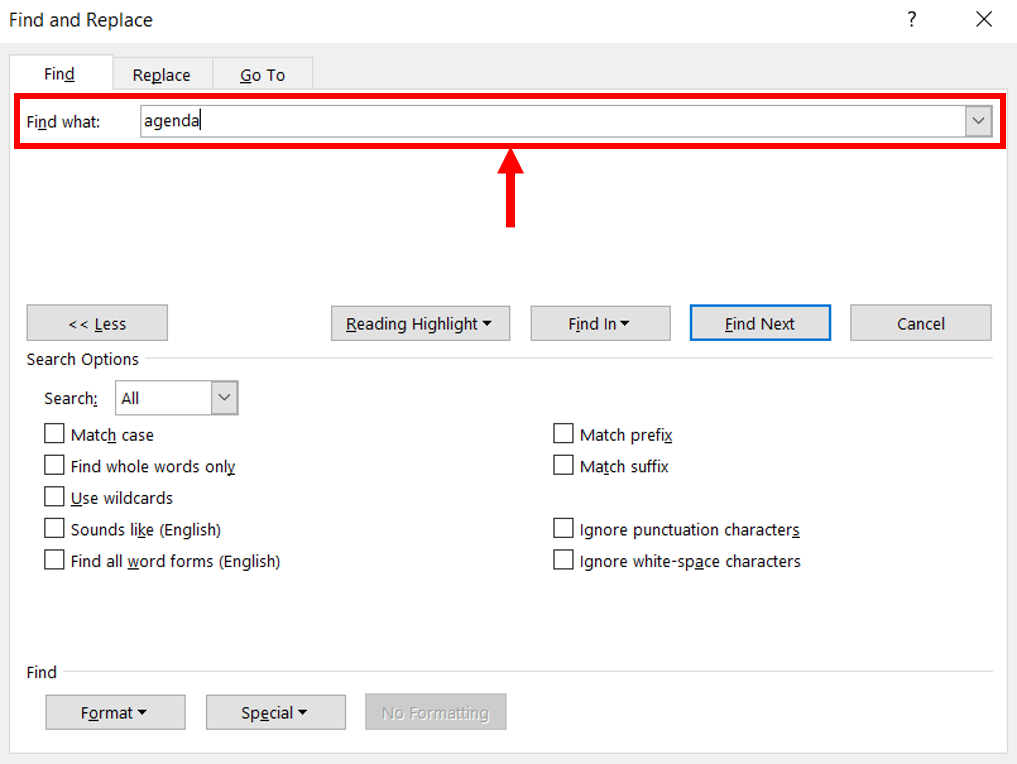 Find and Replace ?
Find Replace Go To
Find what: agenda
<< Less Reading Highlight Find In Find Next Cancel
Search Options
Search: All
Match case Match prefix
Find whole words only Match suffix
Use wildcards
Sounds like (English) Ignore punctuation characters
Find all word forms (English) Ignore white-space characters
Find
Format Special No Formatting